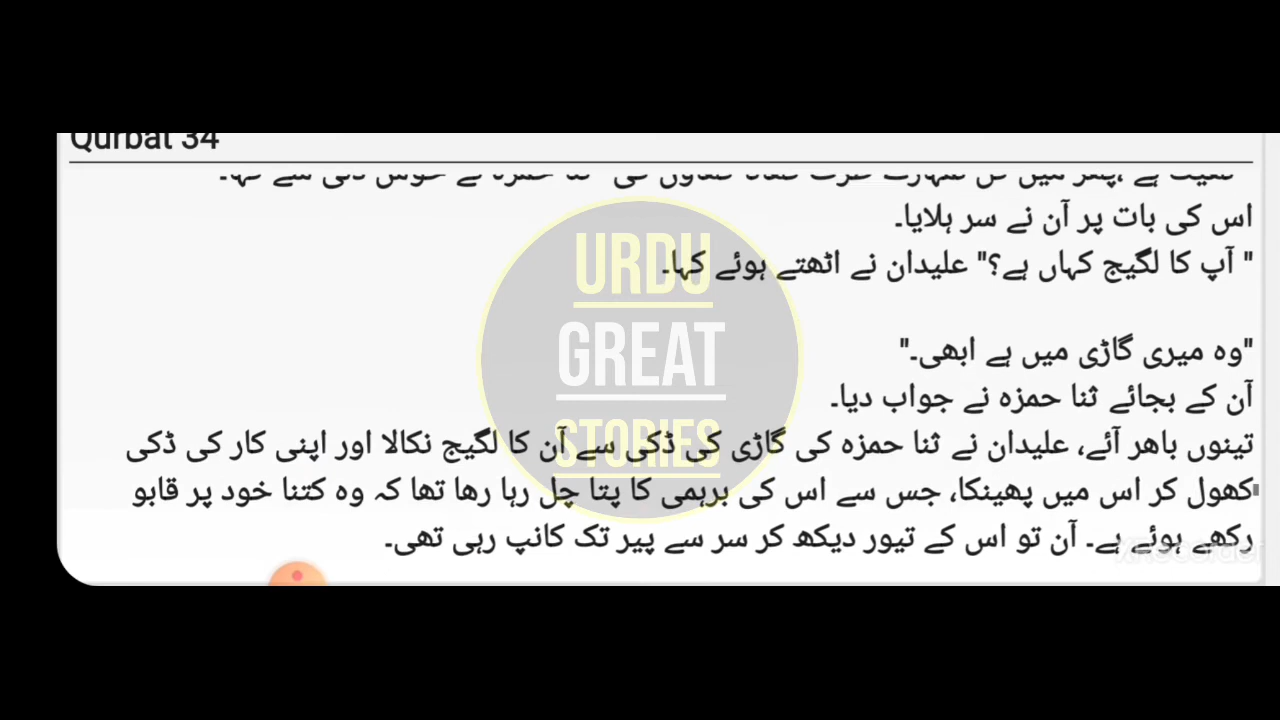 Qurbat 34
اس کی بات پر آن نے سر ہلایا۔
" آپ کا لگیج کہاں ہے؟" علیدان نے اٹھتے ہوئے کہا۔
"وہ میری گاڑی میں ہے ابھی۔"
آن کے بجائے ثنا حمزہ نے جواب دیا۔
تینوں باھر آئے، علیدان نے ثنا حمزہ کی گاڑی کی ڈکی سے آن کا لگیج نکالا اور اپنی کار کی ڈکی
کھول کر اس میں پھینکا، جس سے اس کی برہمی کا پتا چل رہا رھا تھا کہ وہ کتنا خود پر قابو
رکھے ہوئے ہے۔ آن تو اس کے تیور دیکھ کر سر سے پیر تک کانپ رہی تھی۔
URDU
GREAT
STORIES
XRecorder